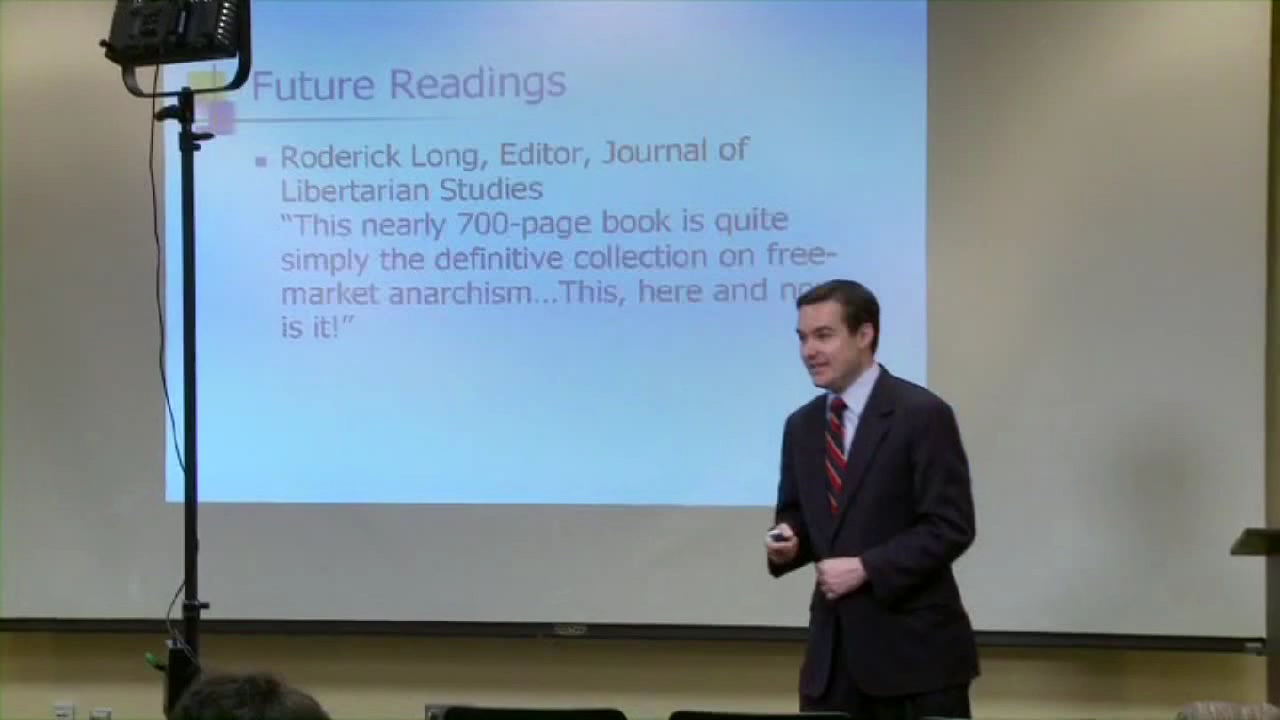 Future Readings
Roderick Long, Editor, Journal of
Libertarian Studies
“This nearly 700-page book is quite
simply the definitive collection on free-
market anarchism...This, here and
is it!”